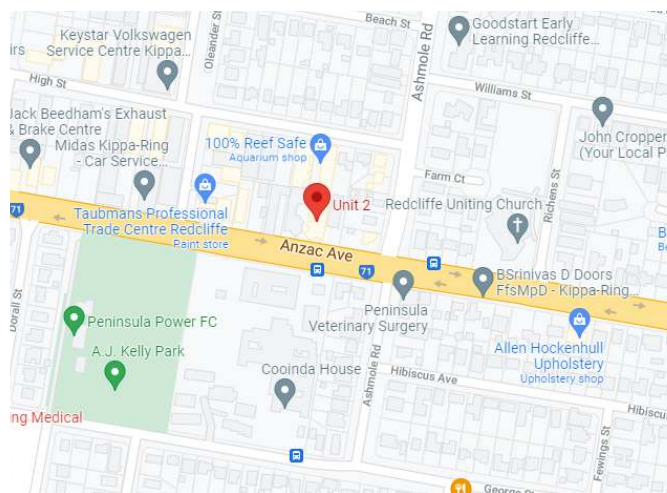 Beach St
Goodstart Early
Learning Redcliffe...
Keystar Volkswagen
Service Centre Kippa...
Oleander St
Ashmole Rd
High St
Williams St
Jack Beedham's Exhaust
& Brake Centre
Midas Kippa-Ring
- Car Service...
100% Reef Safe
Aquarium shop
John Cropper
(Your Local P
Farm Ct
Unit 2
Redcliffe Uniting Church
Richens St
71
Taubmans Professional
Trade Centre Redcliffe
Paint store
Anzac Ave
71
BSrinivas D Doors
FfsMpD - Kippa-Ring...
Peninsula
Veterinary Surgery
Dorall St
Peninsula Power FC
A.J. Kelly Park
Allen Hockenhull
Upholstery
Upholstery shop
Cooinda House
Ashmole Rd
Hibiscus Ave
Hibiscus
ng Medical
Fewings St
George St